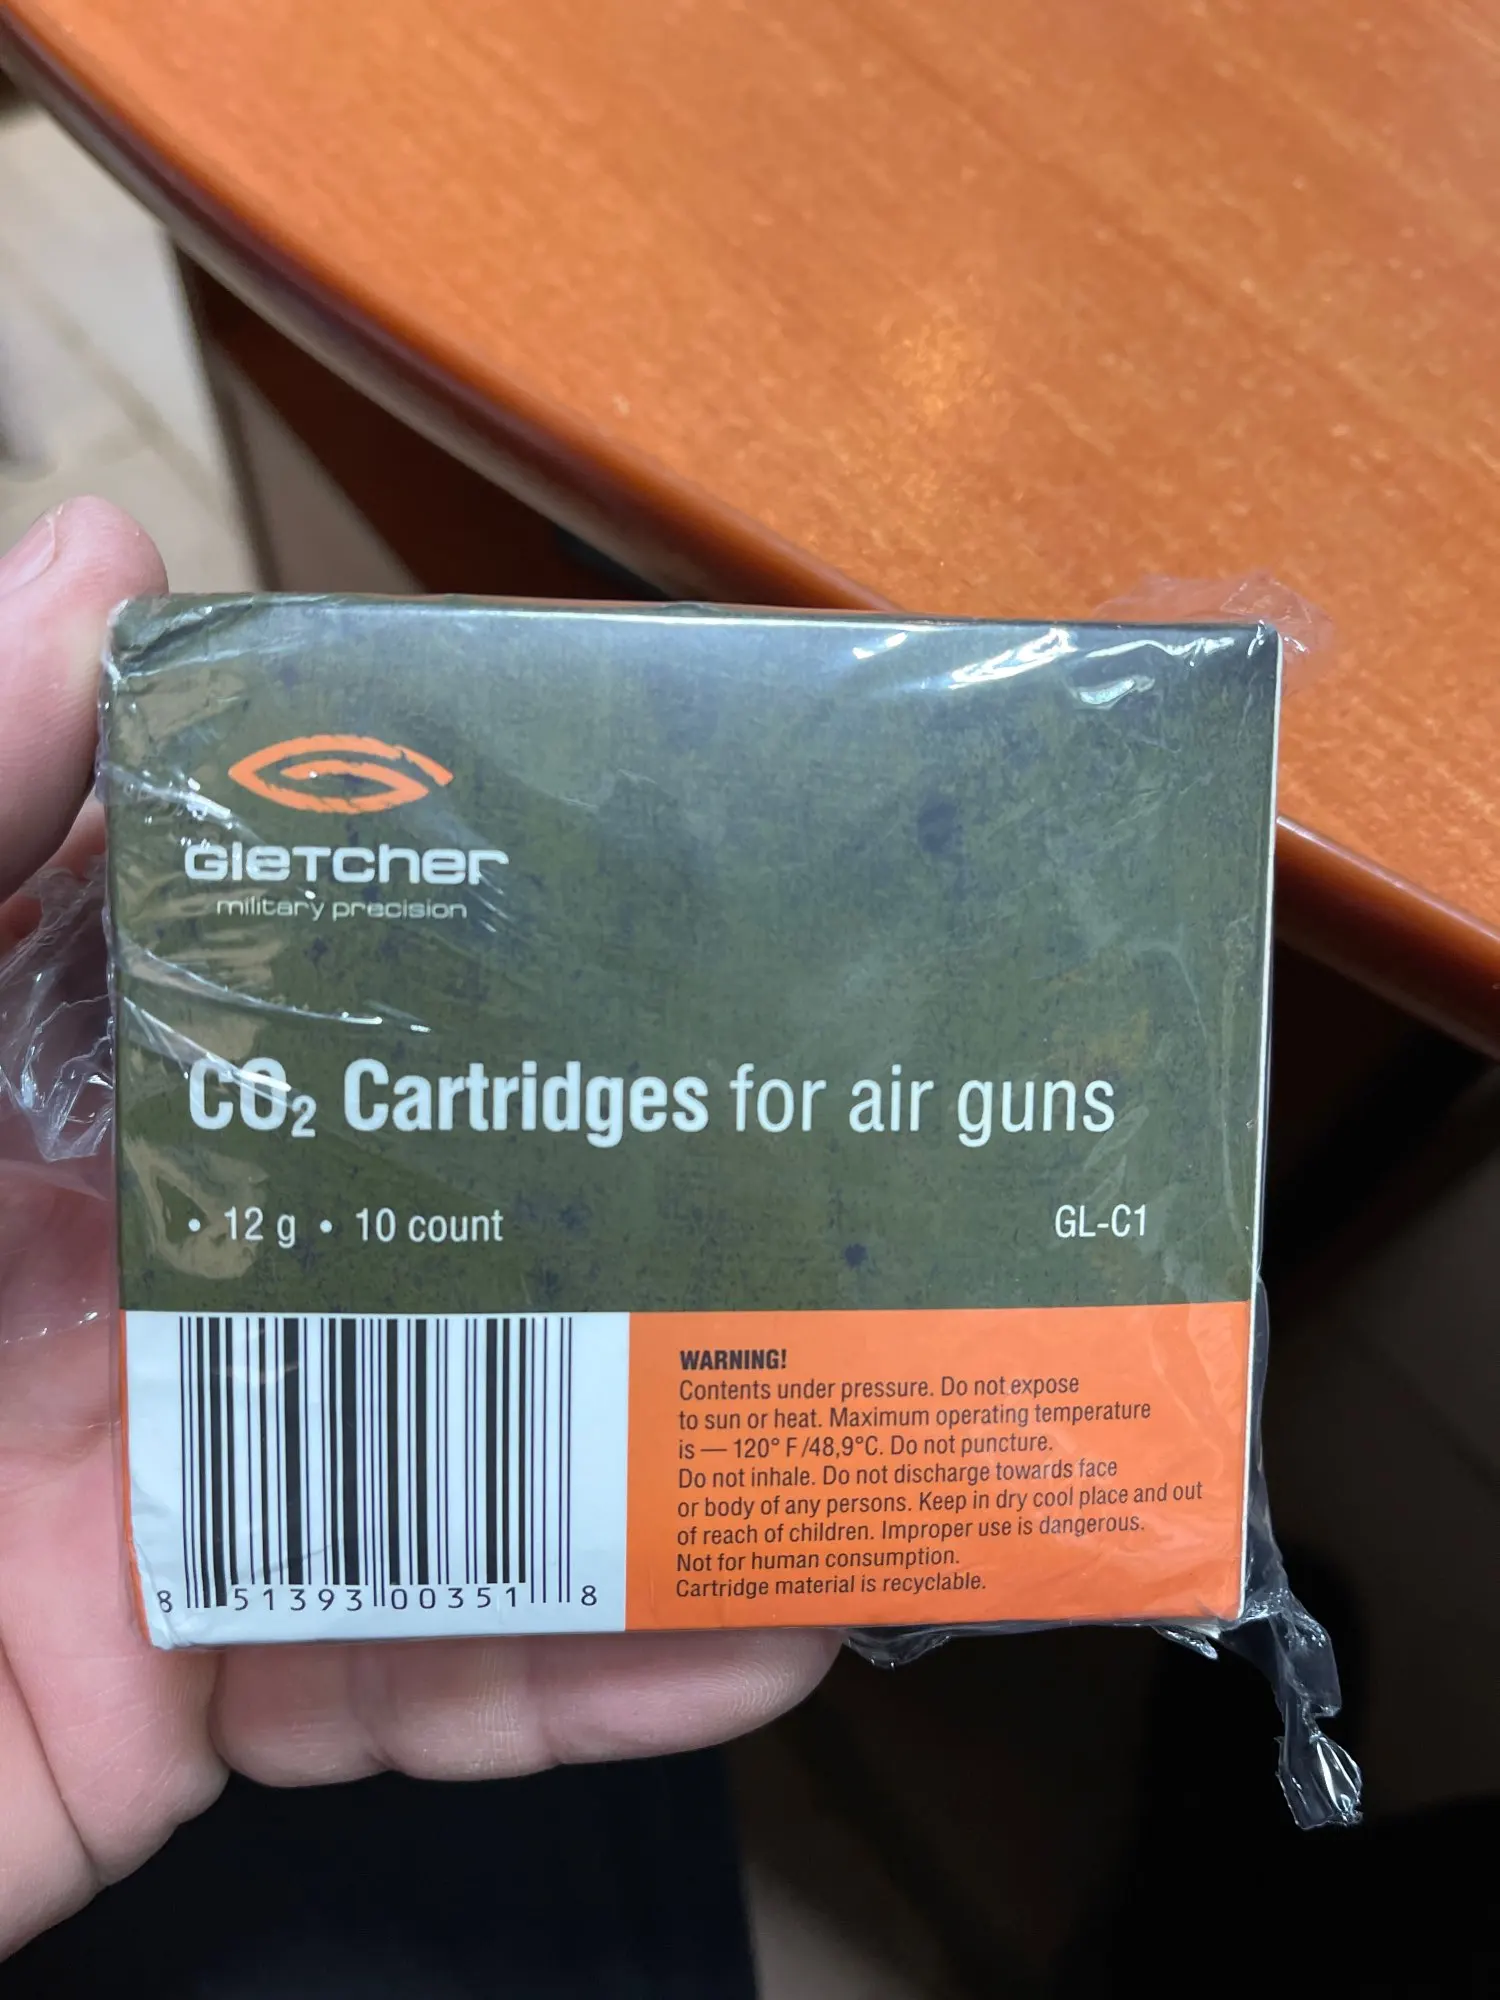 Gletcher
military precision
CO₂ Cartridges for air guns
• 12 g • 10 count
GL-C1
8 51393 00351 8
WARNING!
Contents under pressure. Do not expose
to sun or heat. Maximum operating temperature
is — 120° F /48,9°C. Do not puncture.
Do not inhale. Do not discharge towards face
or body of any persons. Keep in dry cool place and out
of reach of children. Improper use is dangerous.
Not for human consumption.
Cartridge material is recyclable.